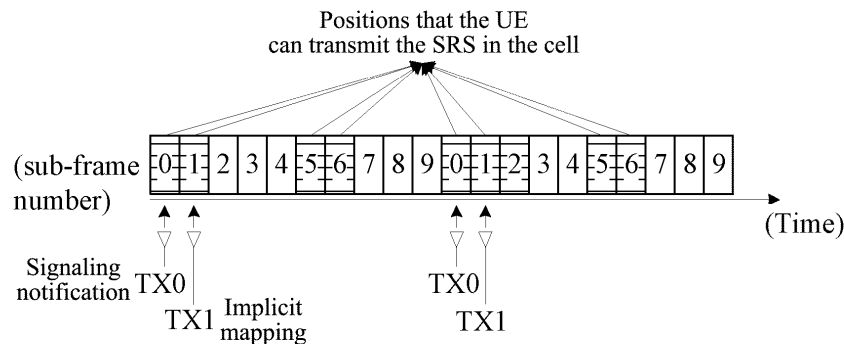 Positions that the UE
can transmit the SRS in the cell
(sub-frame
number)
0 1 2 3 4 5 6 7 8 9 0 1 2 3 4 5 6 7 8 9
(Time)
Signaling
notification
TX0
TX1
Implicit
mapping
TX0
TX1